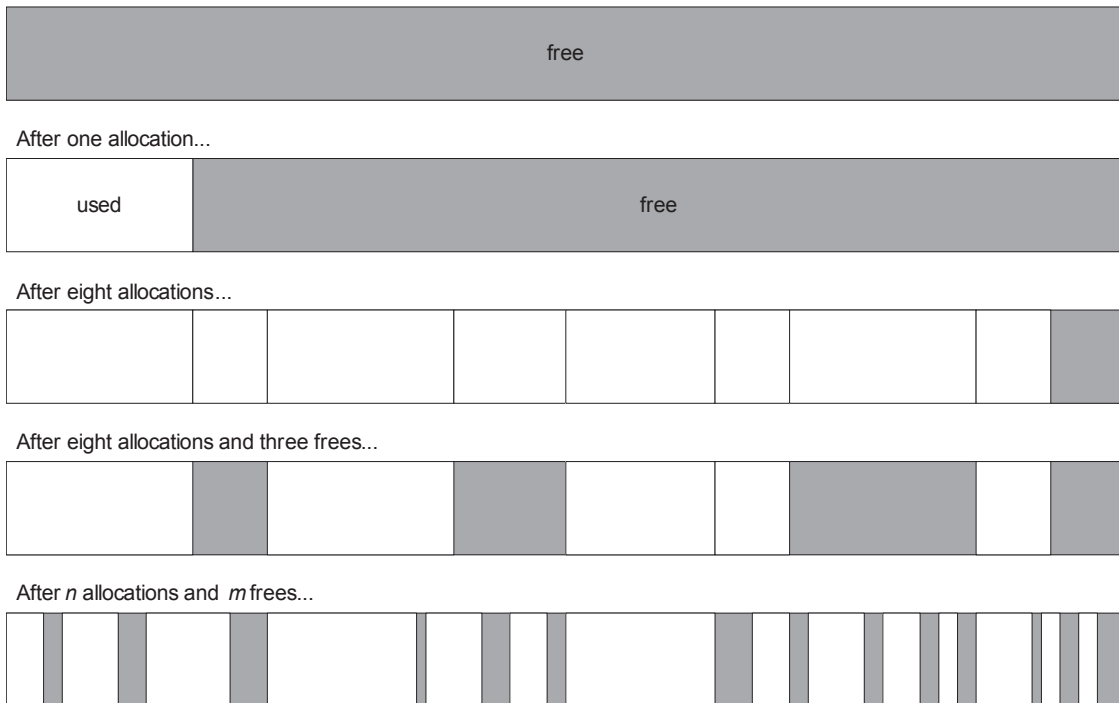 free
After one allocation...
used free
After eight allocations...
After eight allocations and three frees...
After n allocations and m frees...